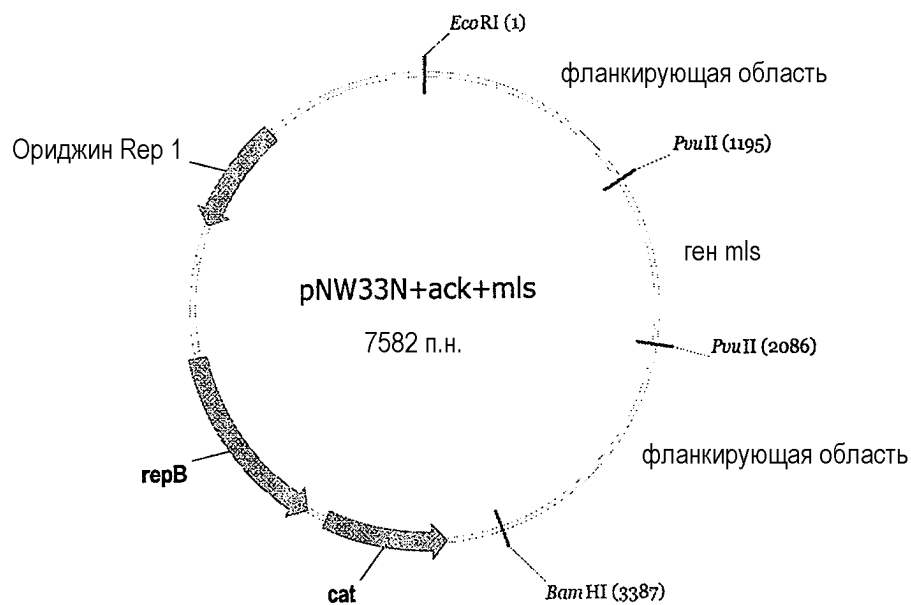 EcoRI (1)
фланкирующая область
Ориджин Rep 1
PvuII (1195)
ген mls
pNW33N+ack+mls
7582 п.н.
PvuII (2086)
фланкирующая область
repB
BamHI (3387)
cat